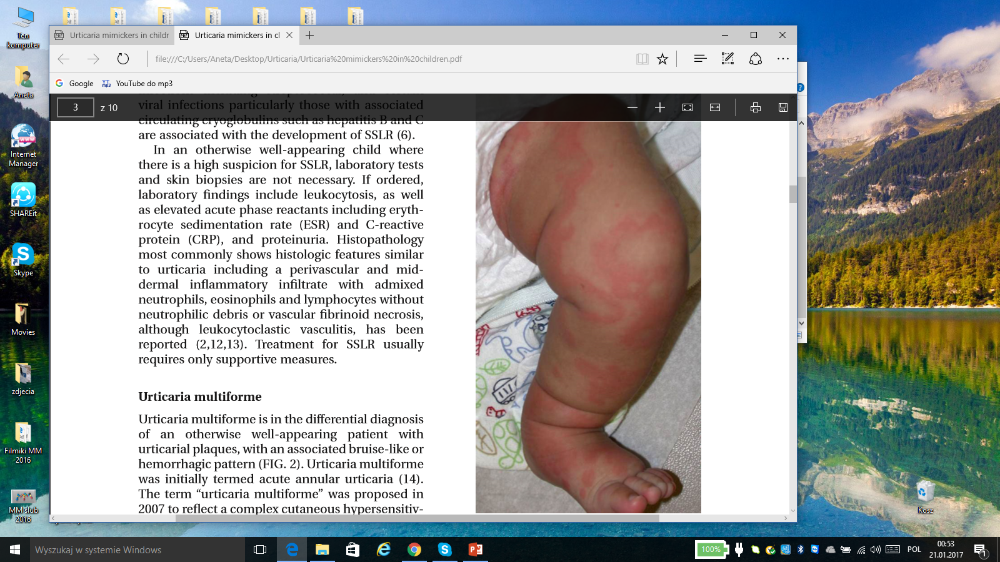 Ten
komputer
Aneta
Internet
Manager
SHAREit
Skype
Movies
zdjecia
Filmiki MM
2016
MM slub
2016
Urticaria mimickers in childr
Urticaria mimickers in cl
file:///C:/Users/Aneta/Desktop/Urticaria/Urticaria%20mimickers%20in%20children.pdf
Google
YouTube do mp3
3 z 10
viral infections particularly those with associated
circulating cryoglobulins such as hepatitis B and C
are associated with the development of SSLR (6).
In an otherwise well-appearing child where
there is a high suspicion for SSLR, laboratory tests
and skin biopsies are not necessary. If ordered,
laboratory findings include leukocytosis, as well
as elevated acute phase reactants including eryth-
rocyte sedimentation rate (ESR) and C-reactive
protein (CRP), and proteinuria. Histopathology
most commonly shows histologic features similar
to urticaria including a perivascular and mid-
dermal inflammatory infiltrate with admixed
neutrophils, eosinophils and lymphocytes without
neutrophilic debris or vascular fibrinoid necrosis,
although leukocytoclastic vasculitis, has been
reported (2,12,13). Treatment for SSLR usually
requires only supportive measures.
Urticaria multiforme
Urticaria multiforme is in the differential diagnosis
of an otherwise well-appearing patient with
urticarial plaques, with an associated bruise-like or
hemorrhagic pattern (FIG. 2). Urticaria multiforme
was initially termed acute annular urticaria (14).
The term “urticaria multiforme” was proposed in
2007 to reflect a complex cutaneous hypersensitiv-
Kosz
Wyszukaj w systemie Windows
100%
POL
00:53
21.01.2017
1